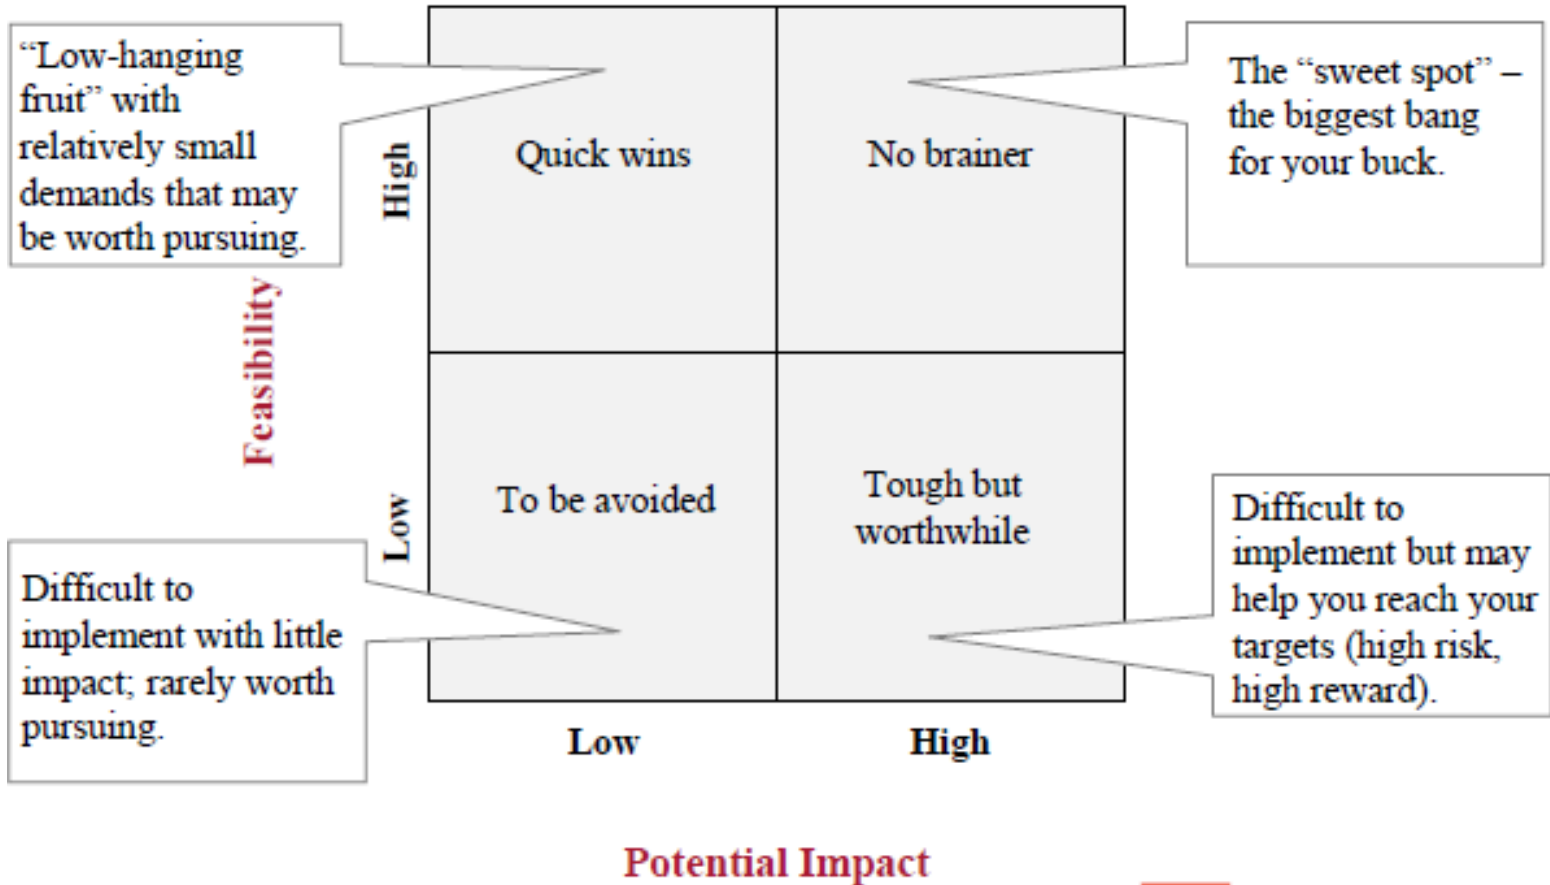 “Low-hanging
fruit” with
relatively small
demands that may
be worth pursuing.
Quick wins
No brainer
The “sweet spot” –
the biggest bang
for your buck.
High
Feasibility
Low
To be avoided
Tough but
worthwhile
Difficult to
implement with little
impact; rarely worth
pursuing.
Difficult to
implement but may
help you reach your
targets (high risk,
high reward).
Low
High
Potential Impact